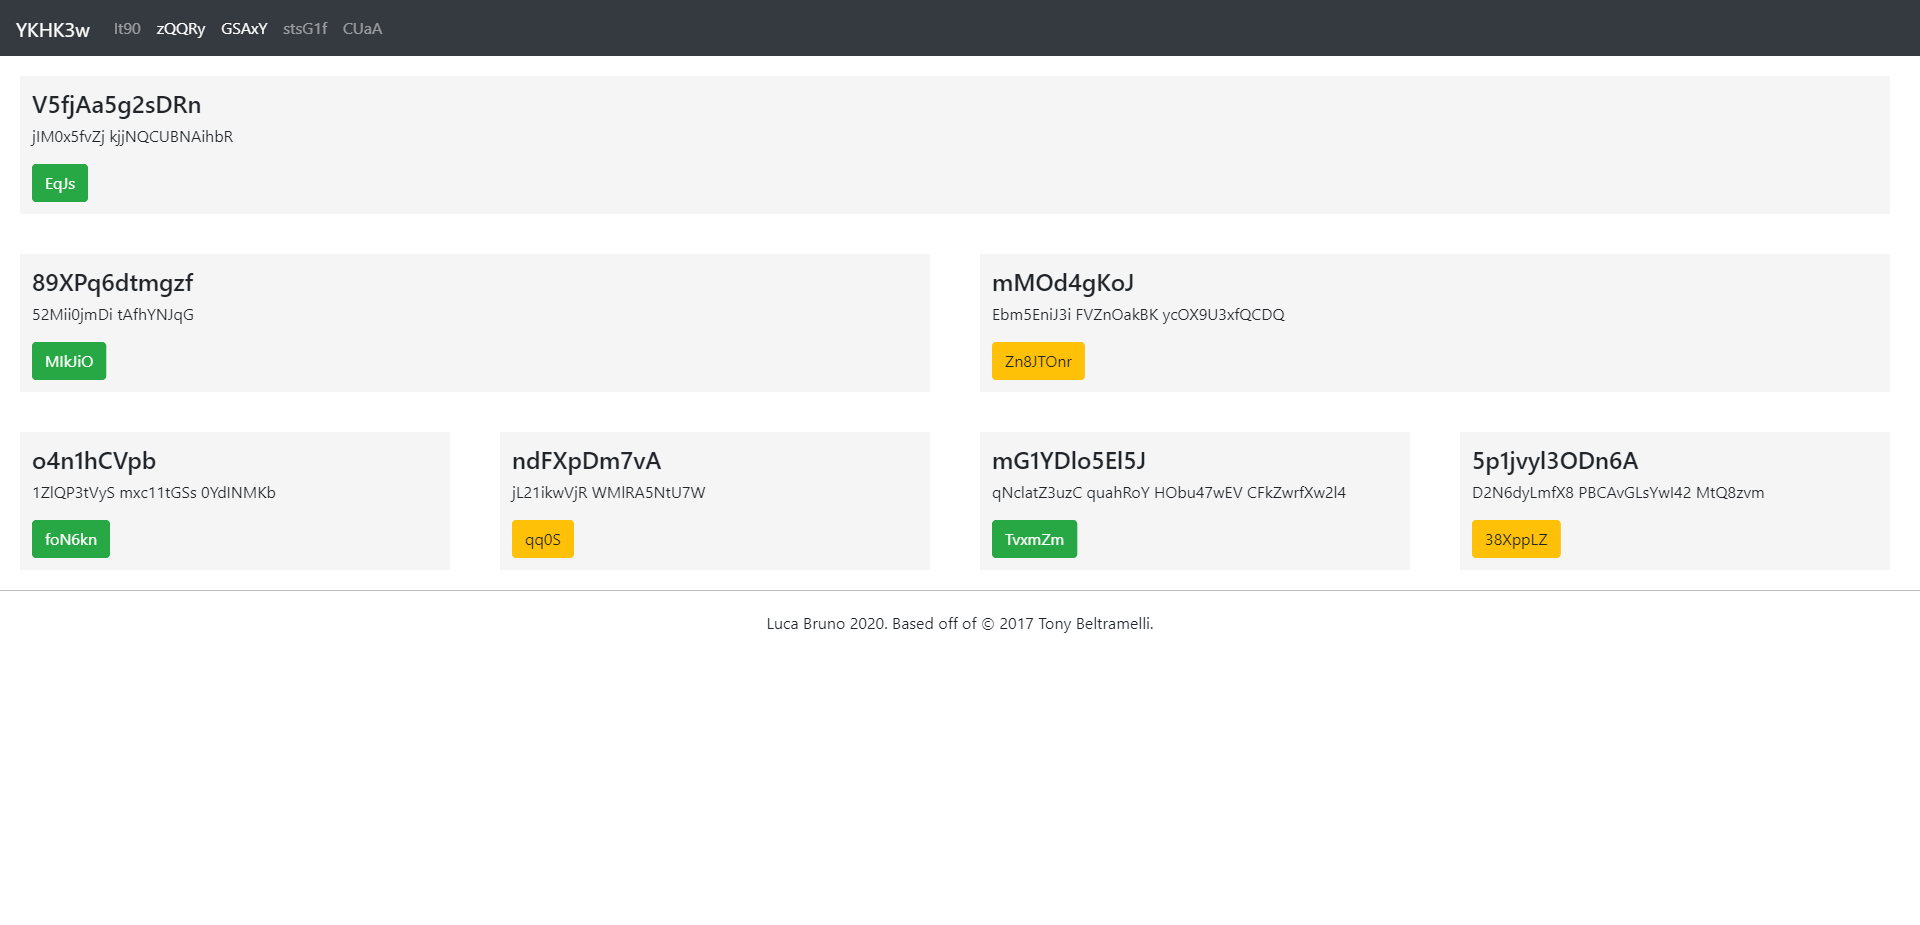 YKHK3w It90 zQQRy GSAxY stsG1f CUaA
V5fjAa5g2sDRn
jIM0x5fvZj kjjNQCUBNAihbR
EqJs
89XPq6dtmgzf
52Mii0jmDi tAfhYNJqG
MIkJiO
mMOd4gKoJ
Ebm5EniJ3i FVZnOakBK ycOX9U3xfQCDQ
Zn8JTOnr
o4n1hCVpb
1ZlQP3tVyS mxc11tGSs 0YdINMKb
foN6kn
ndFXpDm7vA
jL21ikwVjR WMlRA5NtU7W
qq0S
mG1YDlo5El5J
qNclatZ3uzC quahRoY HObu47wEV CFkZwrfXw2l4
TvxmZm
5p1jvyl3ODn6A
D2N6dyLmfX8 PBCAvGLsYwI42 MtQ8zvm
38XppLZ
Luca Bruno 2020. Based off of © 2017 Tony Beltramelli.